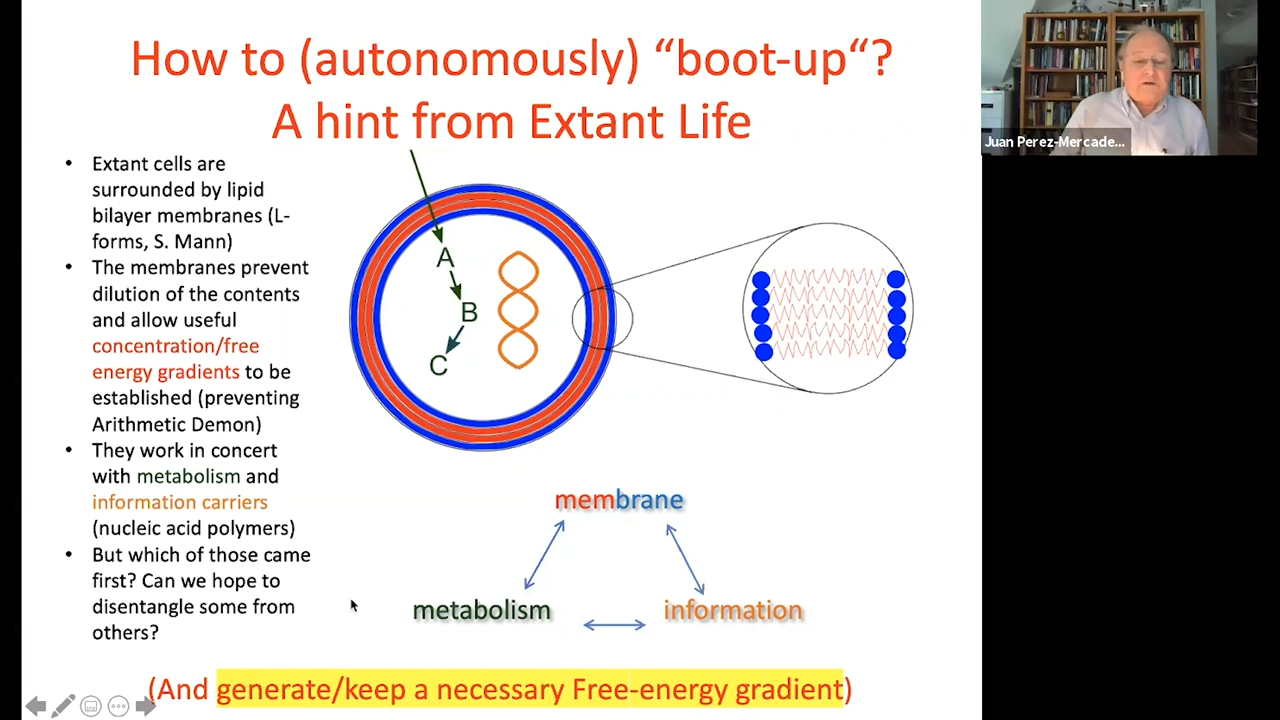 How to (autonomously) “boot-up“?
A hint from Extant Life
• Extant cells are
surrounded by lipid
bilayer membranes (L-
forms, S. Mann)
• The membranes prevent
dilution of the contents
and allow useful
concentration/free
energy gradients to be
established (preventing
Arithmetic Demon)
• They work in concert
with metabolism and
information carriers
(nucleic acid polymers)
• But which of those came
first? Can we hope to
disentangle some from
others?
A
B
C
membrane
metabolism
information
(And generate/keep a necessary Free-energy gradient)
Juan Perez-Mercade...